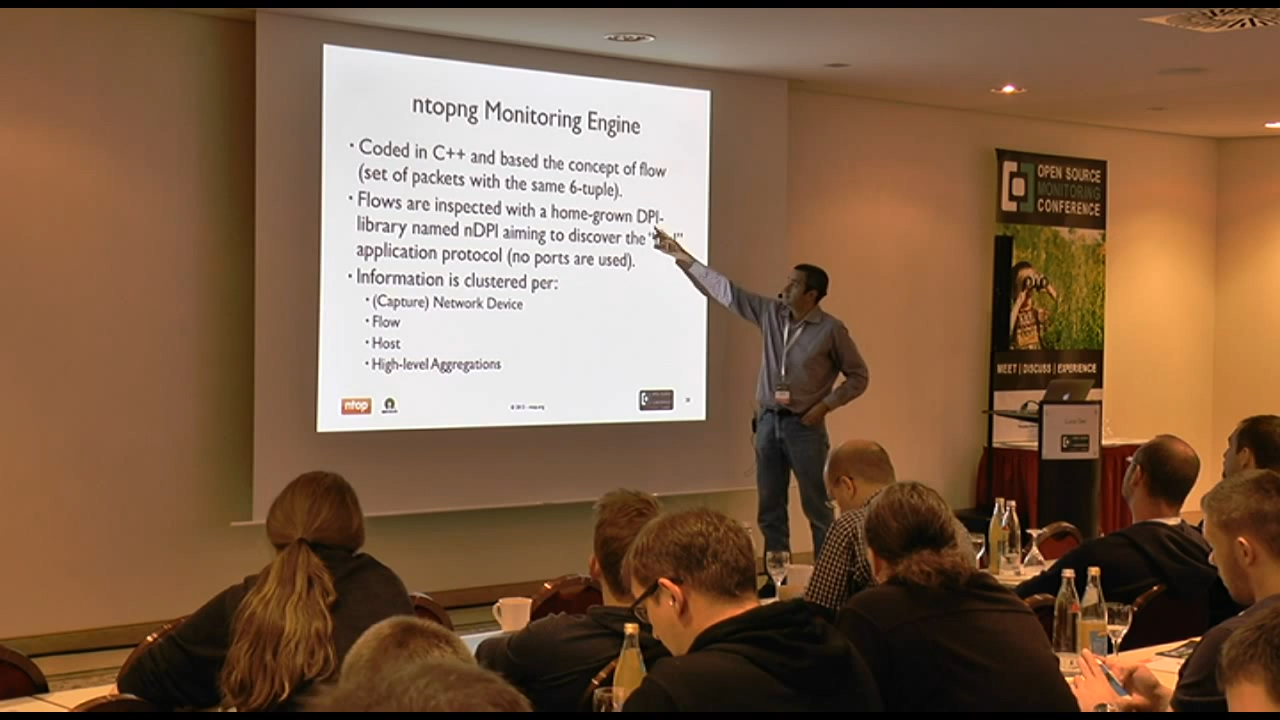 ntopng Monitoring Engine
• Coded in C++ and based the concept of flow
(set of packets with the same 6-tuple).
• Flows are inspected with a home-grown DPI-
library named nDPI aiming to discover the
application protocol (no ports are used).
• Information is clustered per:
• (Capture) Network Device
• Flow
• Host
• High-level Aggregations
ntop
OPEN SOURCE
MONITORING
CONFERENCE
MEET | DISCUSS | EXPERIENCE